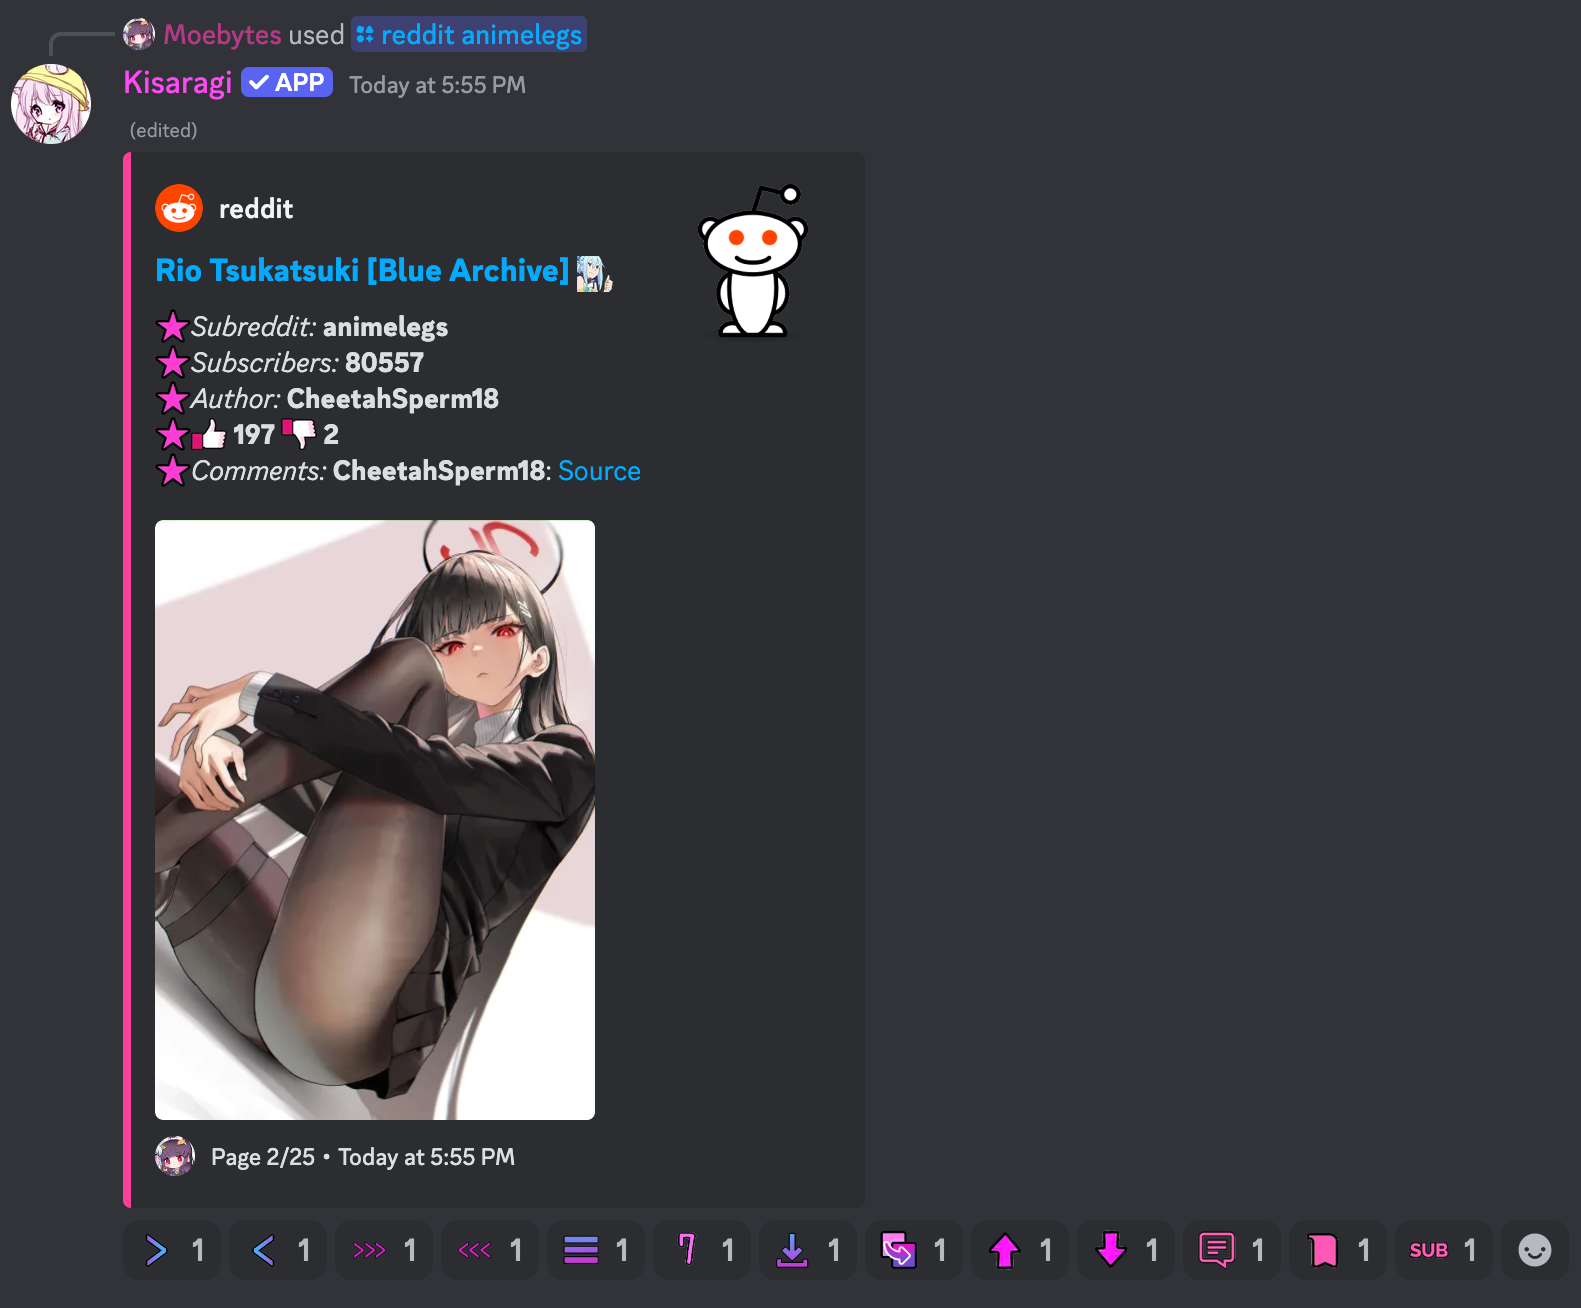 Moebytes used reddit animelegs
Kisaragi APP Today at 5:55 PM
(edited)
reddit
Rio Tsukatsuki [Blue Archive]
Subreddit: animelegs
Subscribers: 80557
Author: CheetahSperm18
197 2
Comments: CheetahSperm18: Source
Page 2/25 • Today at 5:55 PM
1 1 1 1 1 1 1 1 1 1 1 1 SUB 1